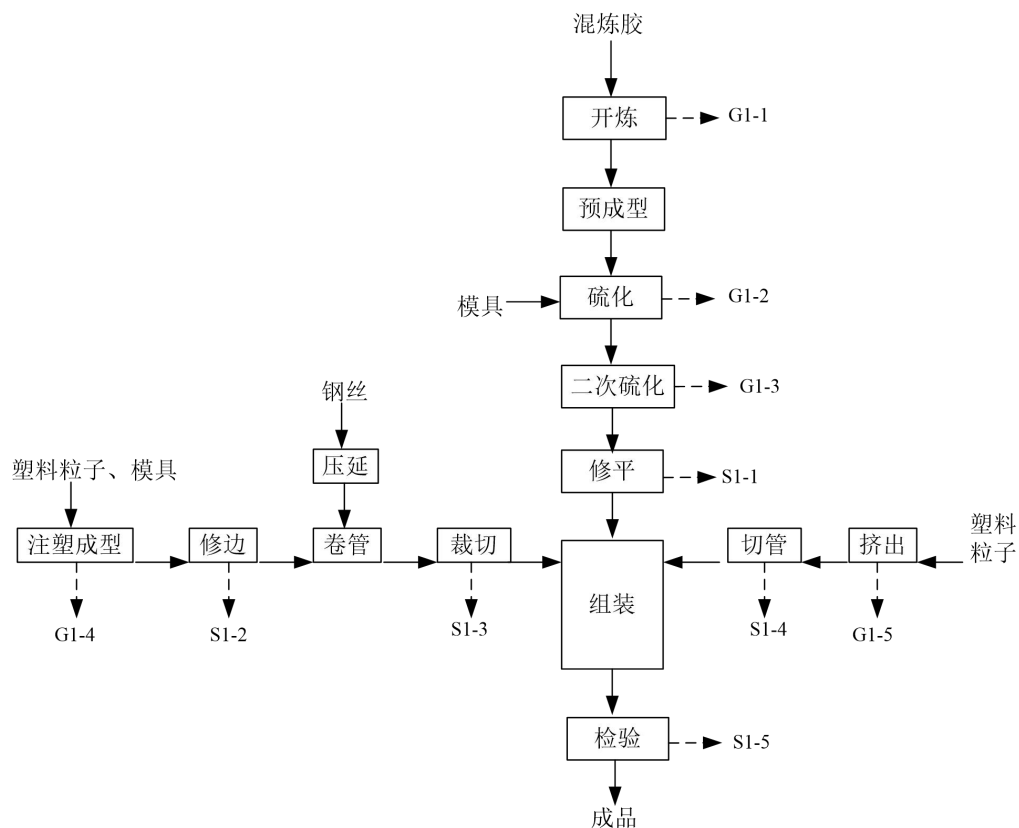 混炼胶
开炼
G1-1
预成型
模具
硫化
G1-2
二次硫化
G1-3
钢丝
压延
修平
S1-1
塑料粒子、模具
注塑成型
修边
卷管
裁切
组装
切管
挤出
塑料
粒子
G1-4
S1-2
S1-3
S1-4
G1-5
检验
S1-5
成品